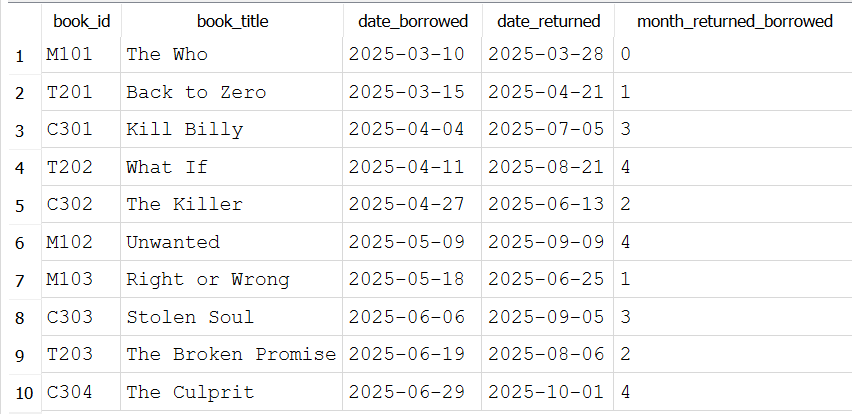 book_id book_title date_borrowed date_returned month_returned_borrowed
1 M101 The Who 2025-03-10 2025-03-28 0
2 T201 Back to Zero 2025-03-15 2025-04-21 1
3 C301 Kill Billy 2025-04-04 2025-07-05 3
4 T202 What If 2025-04-11 2025-08-21 4
5 C302 The Killer 2025-04-27 2025-06-13 2
6 M102 Unwanted 2025-05-09 2025-09-09 4
7 M103 Right or Wrong 2025-05-18 2025-06-25 1
8 C303 Stolen Soul 2025-06-06 2025-09-05 3
9 T203 The Broken Promise 2025-06-19 2025-08-06 2
10 C304 The Culprit 2025-06-29 2025-10-01 4